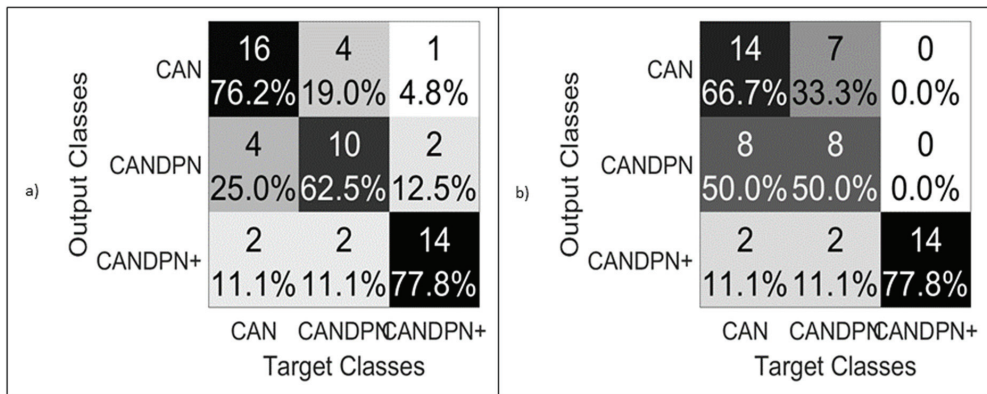 a)
Output Classes
CAN
16 4 1
76.2% 19.0% 4.8%
CANDPN
4 10 2
25.0% 62.5% 12.5%
CANDPN+
2 2 14
11.1% 11.1% 77.8%
CAN CANDPN CANDPN+
Target Classes
b)
Output Classes
CAN
14 7 0
66.7% 33.3% 0.0%
CANDPN
8 8 0
50.0% 50.0% 0.0%
CANDPN+
2 2 14
11.1% 11.1% 77.8%
CAN CANDPN CANDPN+
Target Classes